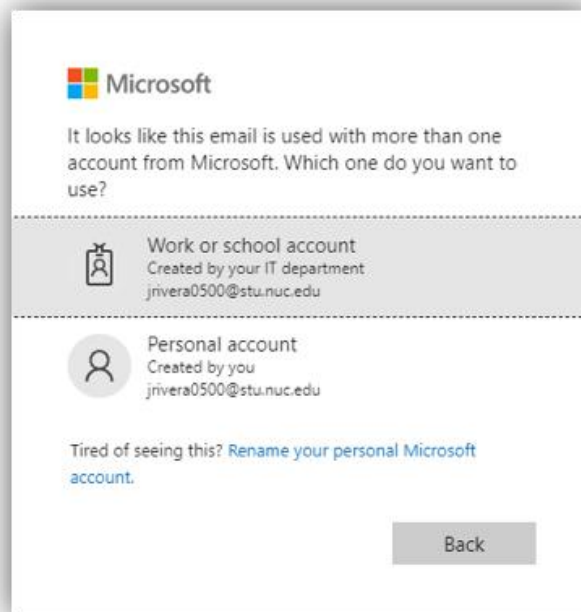 Microsoft
It looks like this email is used with more than one
account from Microsoft. Which one do you want to
use?
Work or school account
Created by your IT department
jrivera0500@stu.nuc.edu
Personal account
Created by you
jrivera0500@stu.nuc.edu
Tired of seeing this? Rename your personal Microsoft
account.
Back